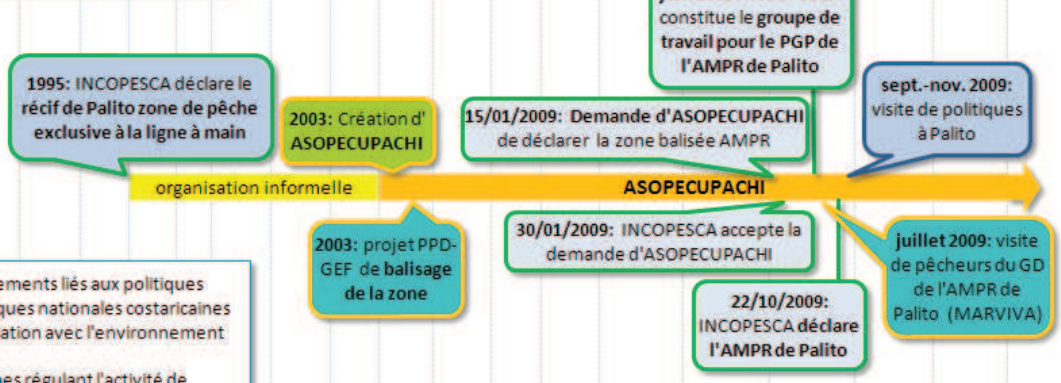 constitue le groupe de
travail pour le PGP de
l'AMPR de Palito
1995: INCOPESCA déclare le
récif de Palito zone de pêche
exclusive à la ligne à main
2003: Création d'
ASOPECUPACHI
15/01/2009: Demande d'ASOPECUPACHI
de déclarer la zone balisée AMPR
sept.-nov. 2009:
visite de politiques
à Palito
organisation informelle
ASOPECUPACHI
2003: projet PPD-
GEF de balisage
de la zone
30/01/2009: INCOPESCA accepte la
demande d'ASOPECUPACHI
22/10/2009:
INCOPESCA déclare
l'AMPR de Palito
juillet 2009: visite
de pêcheurs du GD
de l'AMPR de
Palito (MARVIVA)
ements liés aux politiques
ques nationales costaricaines
ation avec l'environnement
es régulant l'activité de